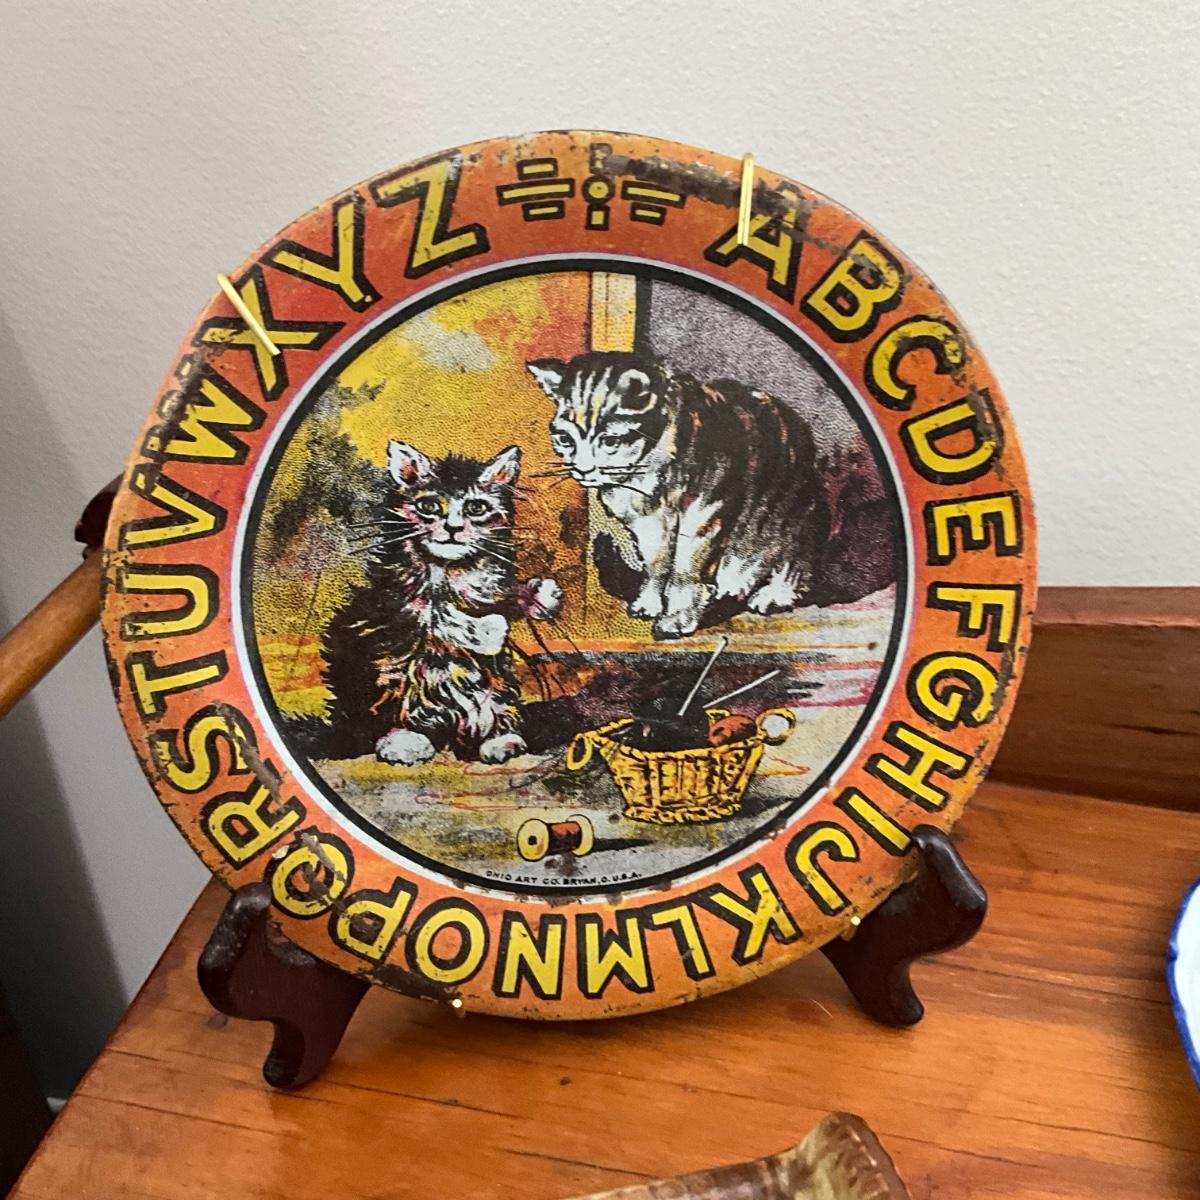 ABCDEFGHIJKLMNOPQRSTUVWXYZ
OHIO ART CO. BRYAN, O. U.S.A.